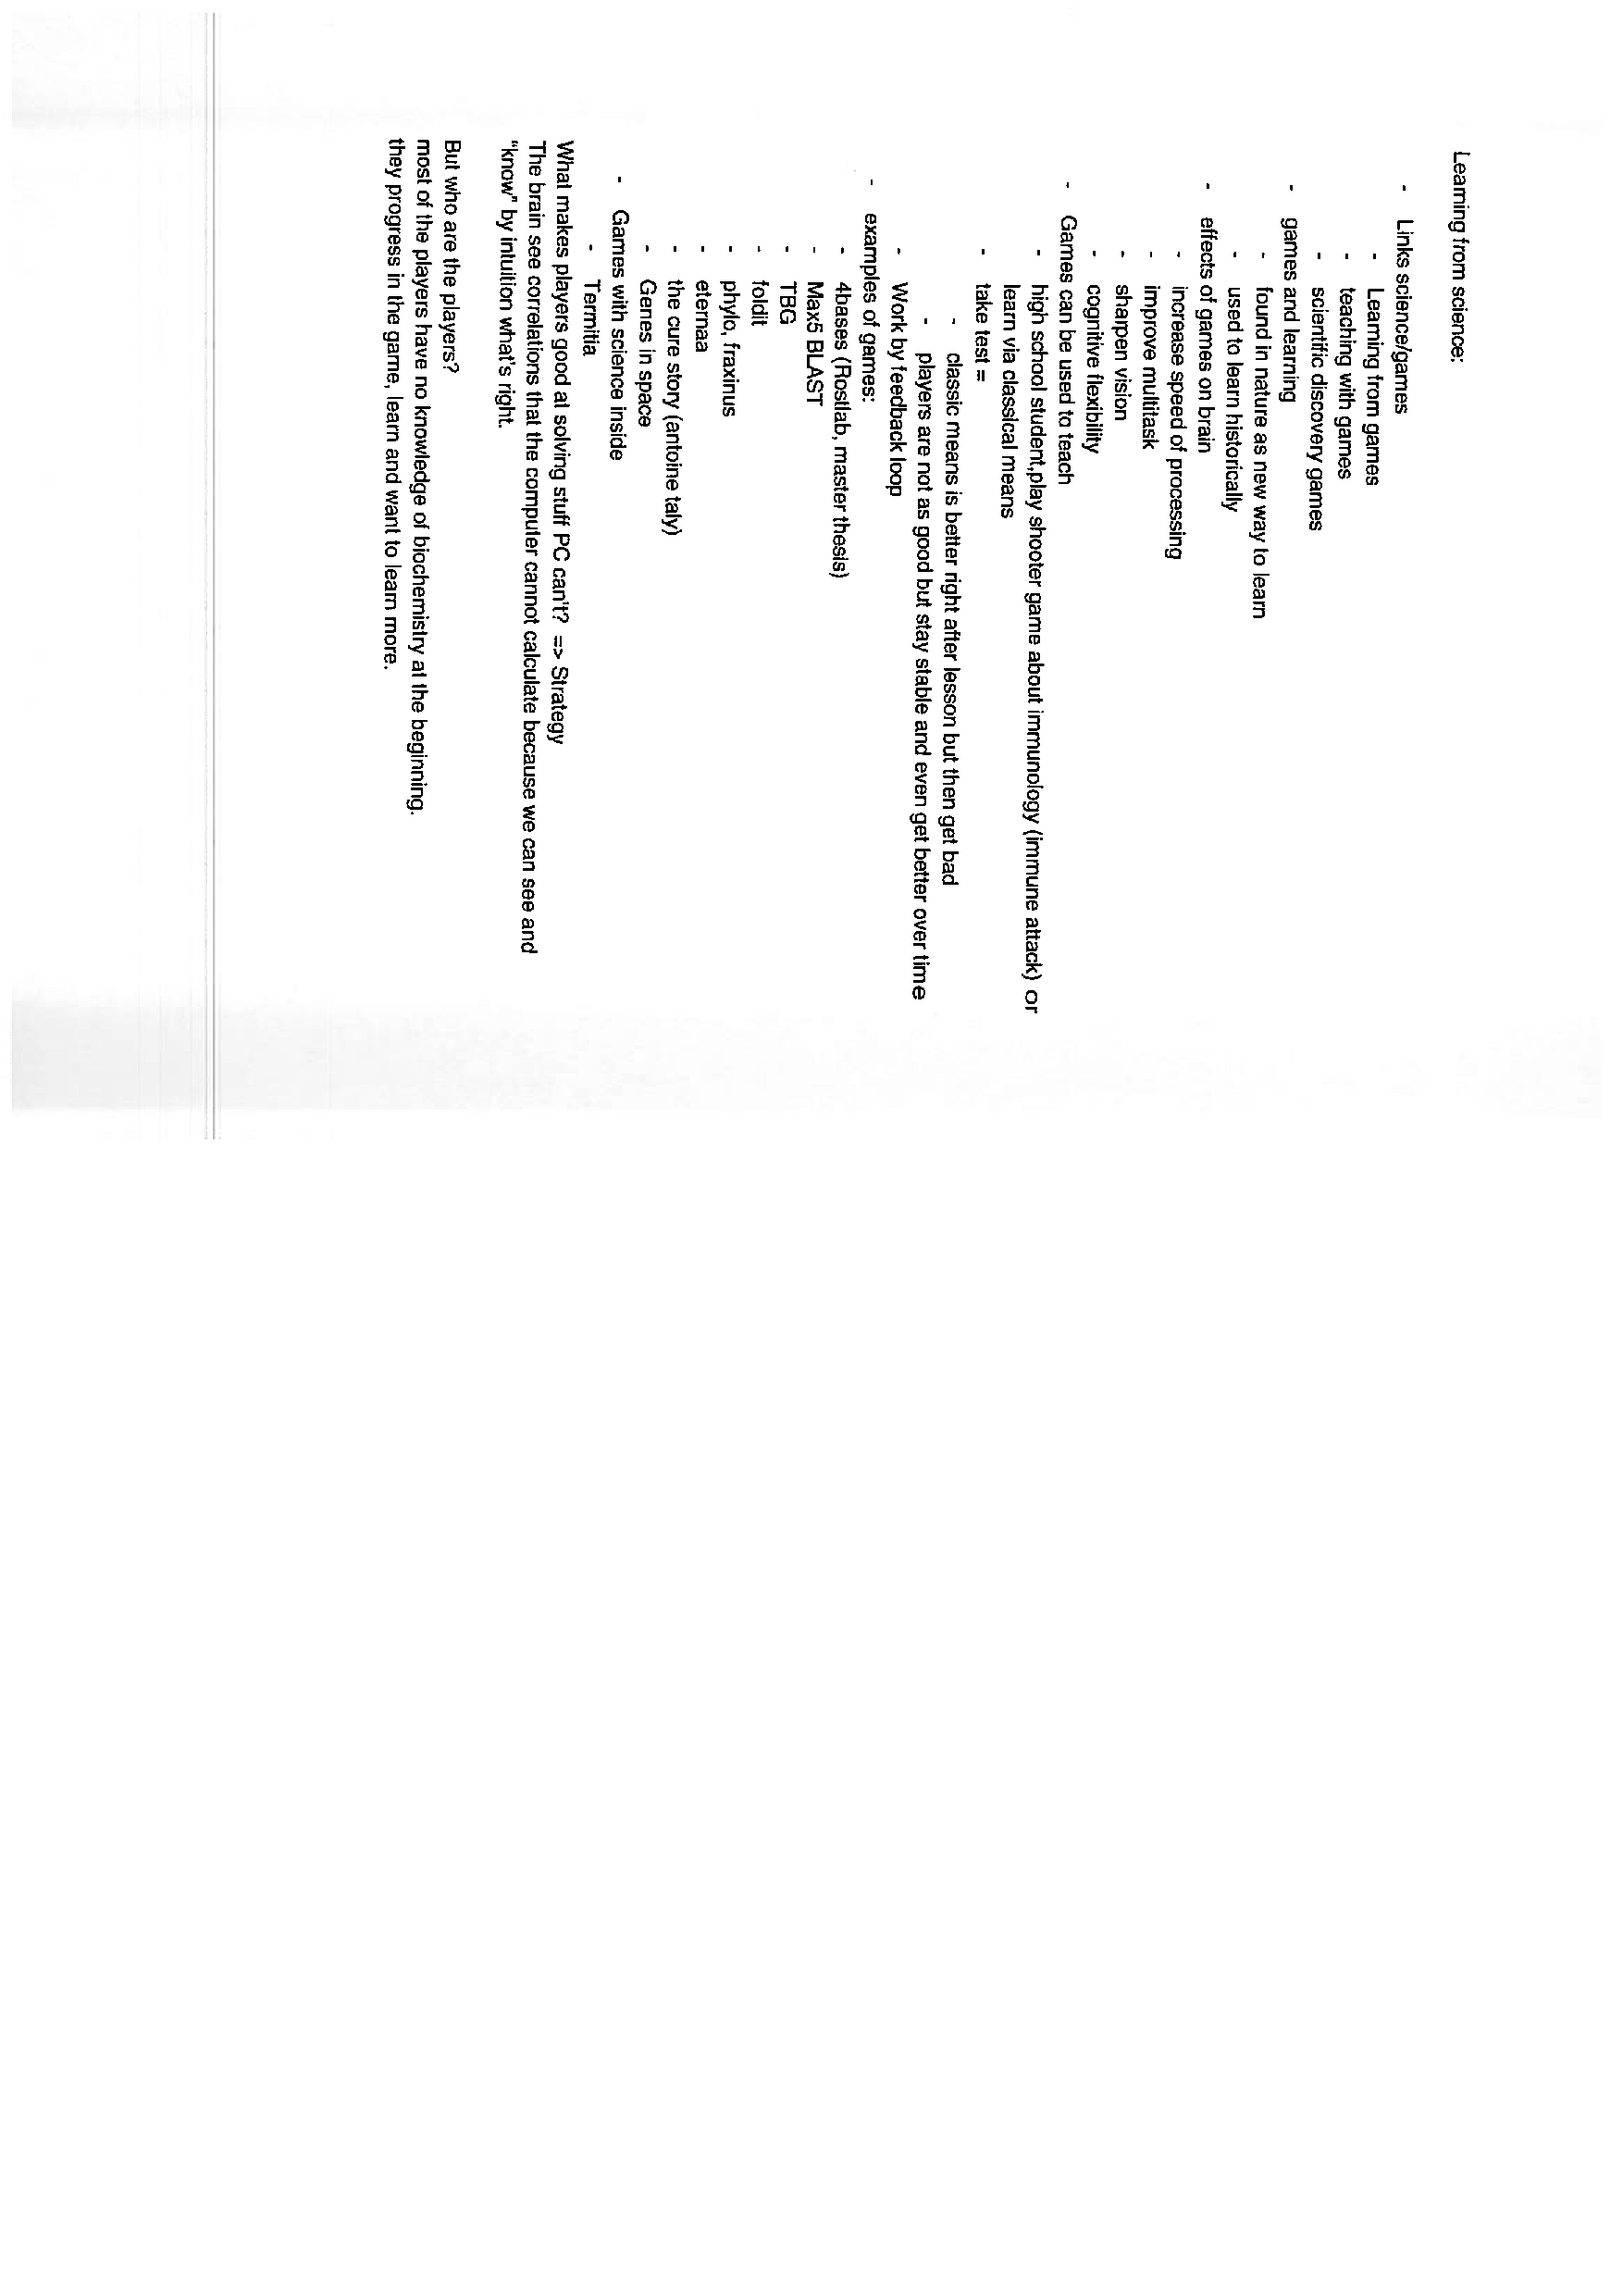 Learning from science:
- Links science/games
- Learning from games
- teaching with games
- scientific discovery games
- games and learning
- found in nature as new way to learn
- used to learn historically
- effects of games on brain
- increase speed of processing
- improve multitask
- sharpen vision
- cognitive flexibility
- Games can be used to teach
- high school student,play shooter game about immunology (immune attack) or
learn via classical means
- take test =
- classic means is better right after lesson but then get bad
- players are not as good but stay stable and even get better over time
- Work by feedback loop
- examples of games:
- 4bases (Rostlab, master thesis)
- Max5 BLAST
- TBG
- foldit
- phylo, fraxinus
- eternaa
- the cure story (antoine taly)
- Genes in space
- Games with science inside
- Termitia
What makes players good at solving stuff PC can't? => Strategy
The brain see correlations that the computer cannot calculate because we can see and
"know" by intuition what's right.
But who are the players?
most of the players have no knowledge of biochemistry at the beginning.
they progress in the game, learn and want to learn more.